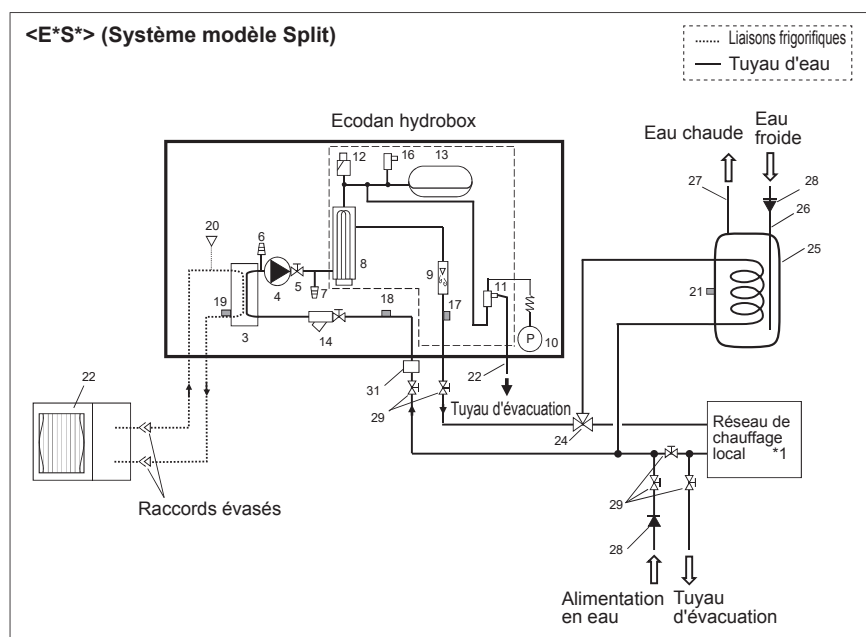 <E*S*> (Système modèle Split)
Liaisons frigorifiques
Tuyau d'eau
Ecodan hydrobox
Eau chaude
Eau
froide
12
16
13
27
28
26
25
20
6
4
5
7
8
9
11
17
18
19
3
14
21
P
10
22
31
29
22
Tuyau d'évacuation
24
Réseau de
chauffage
local *1
Raccords évasés
29
28
Alimentation
en eau
Tuyau
d'évacuation